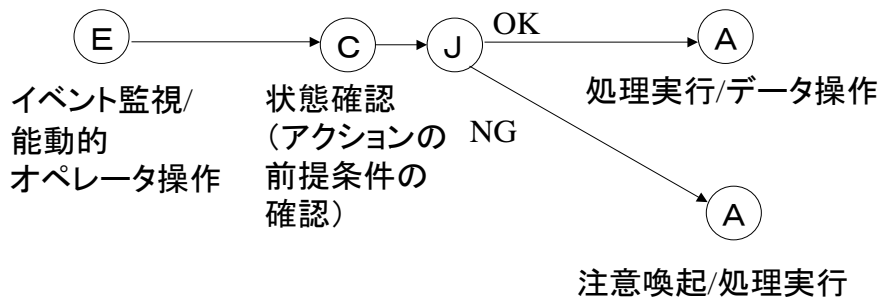 E
C
J
OK
A
イベント監視/
能動的
オペレータ操作
状態確認
（アクションの
前提条件の
確認）
NG
処理実行/データ操作
A
注意喚起/処理実行